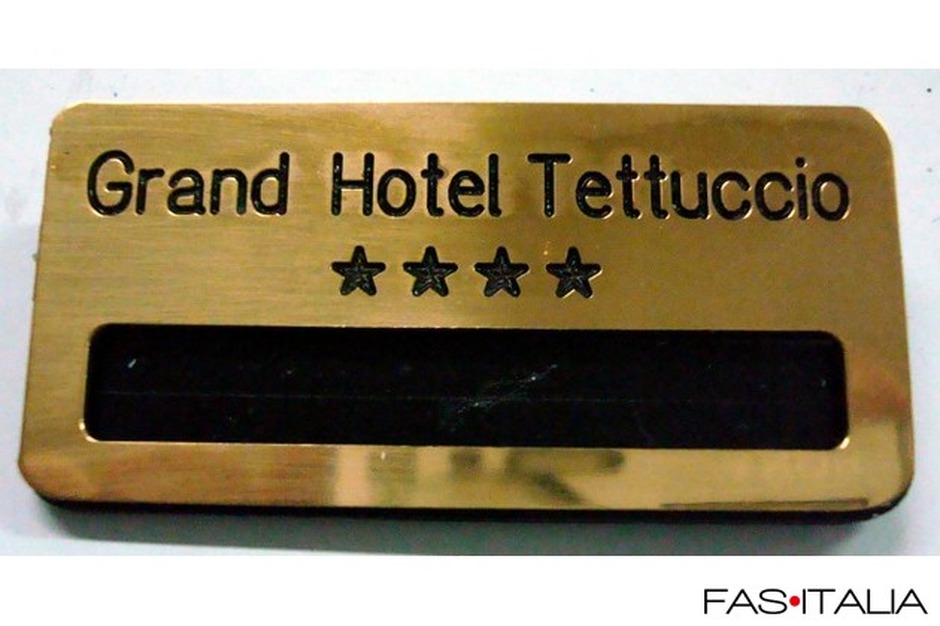 Grand Hotel Tettuccio
★★★★
FAS•ITALIA